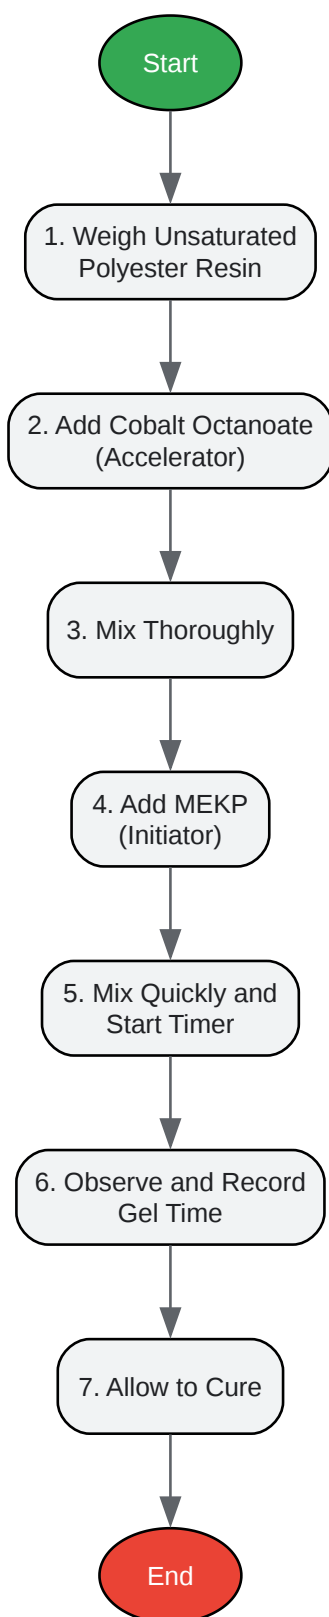 Start
1. Weigh Unsaturated
Polyester Resin
2. Add Cobalt Octanoate
(Accelerator)
3. Mix Thoroughly
4. Add MEKP
(Initiator)
5. Mix Quickly and
Start Timer
6. Observe and Record
Gel Time
7. Allow to Cure
End